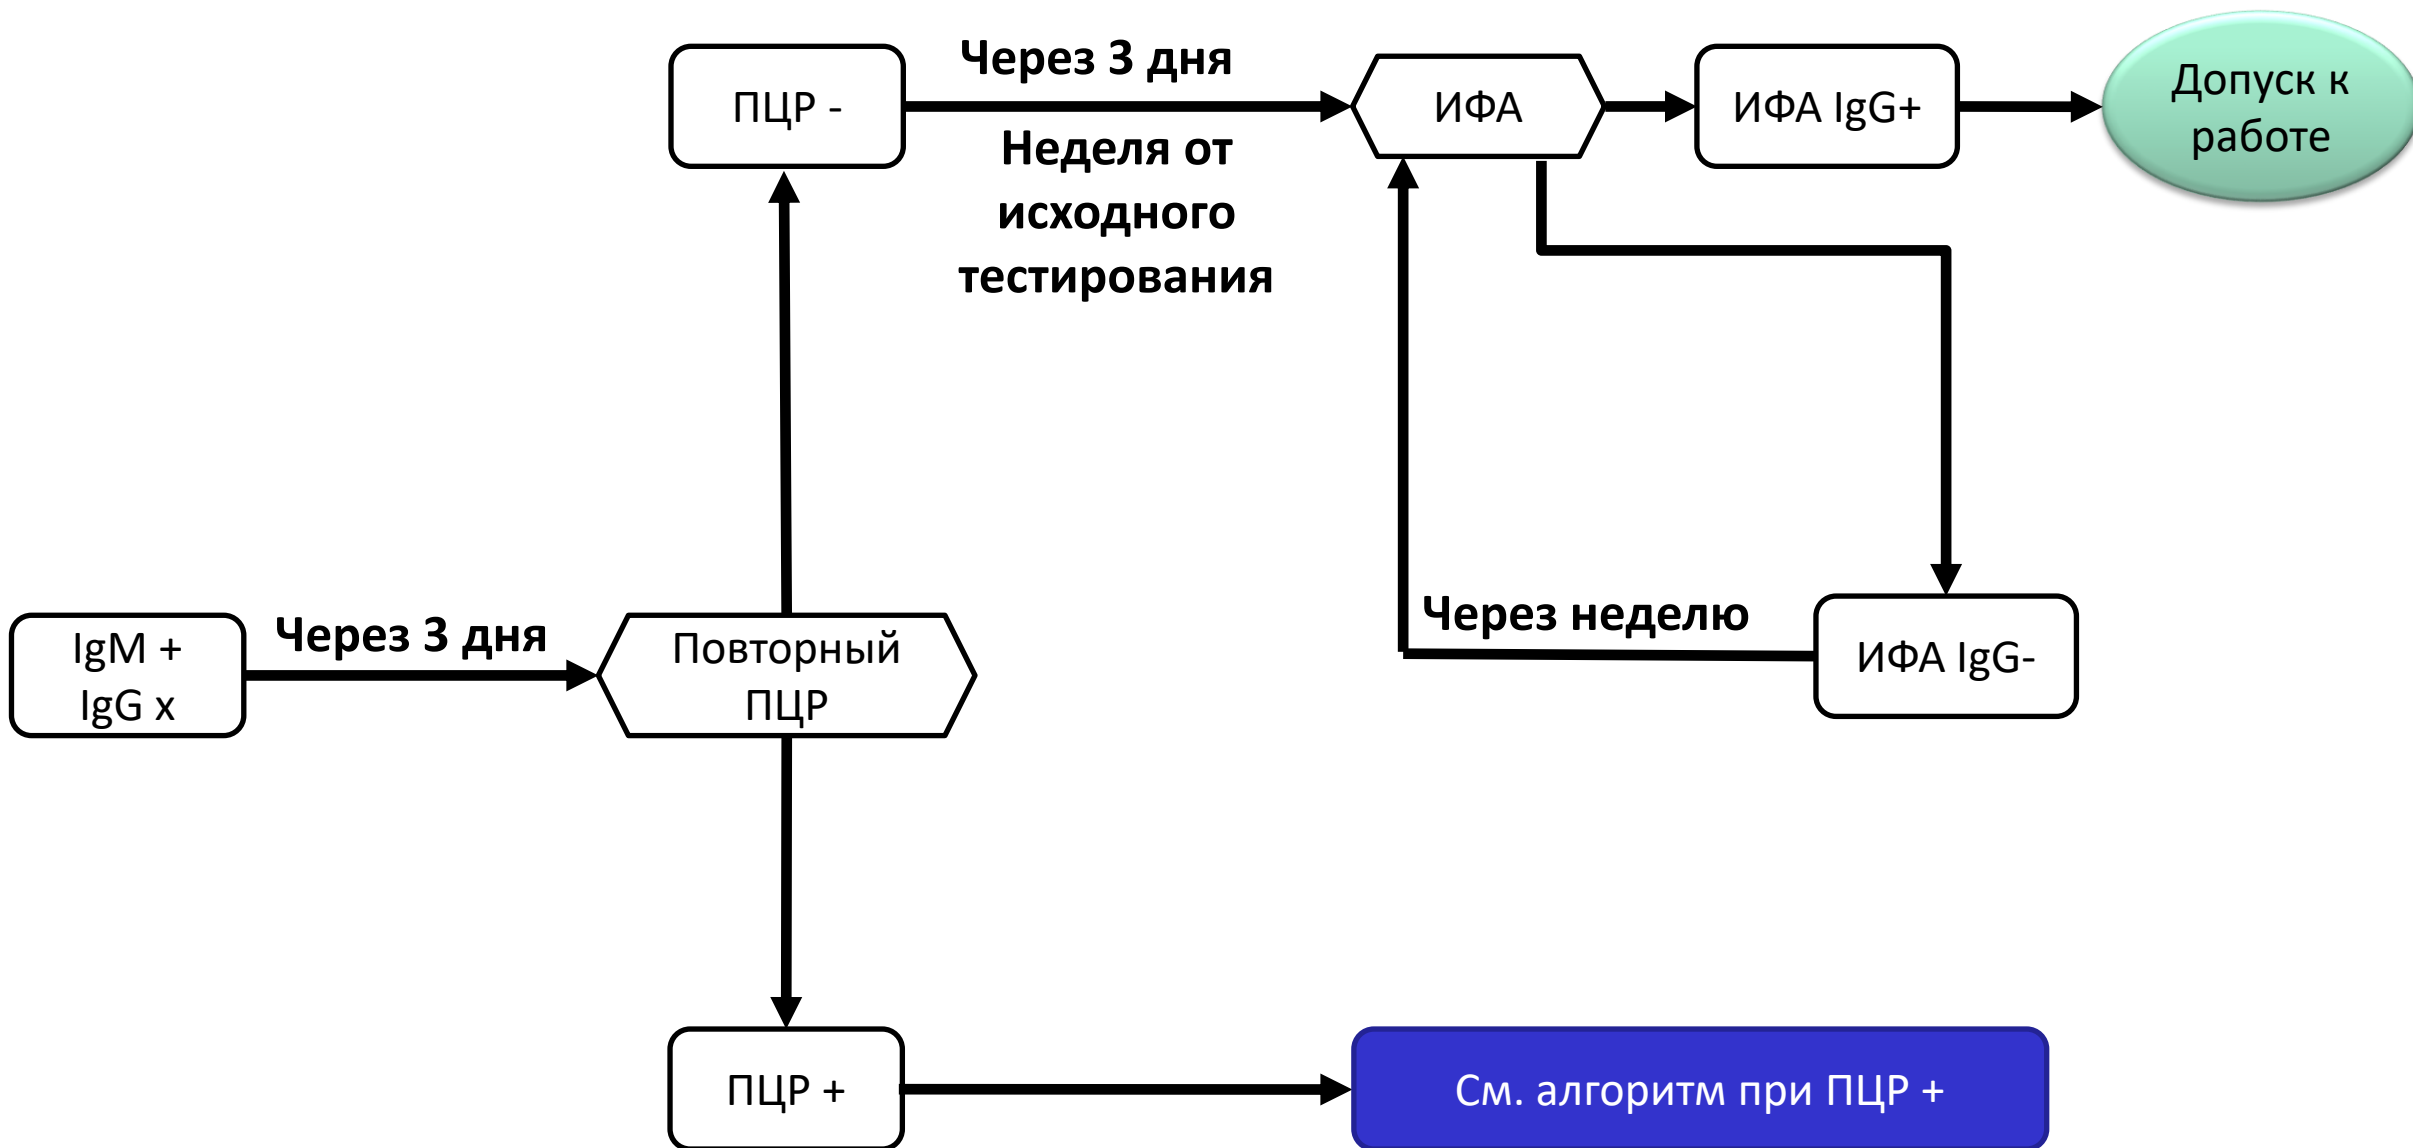 ПЦР -
Через 3 дня
Неделя от
исходного
тестирования
ИФА
ИФА IgG+
Допуск к
работе
IgM +
IgG x
Через 3 дня
Повторный
ПЦР
Через неделю
ИФА IgG-
ПЦР +
См. алгоритм при ПЦР +